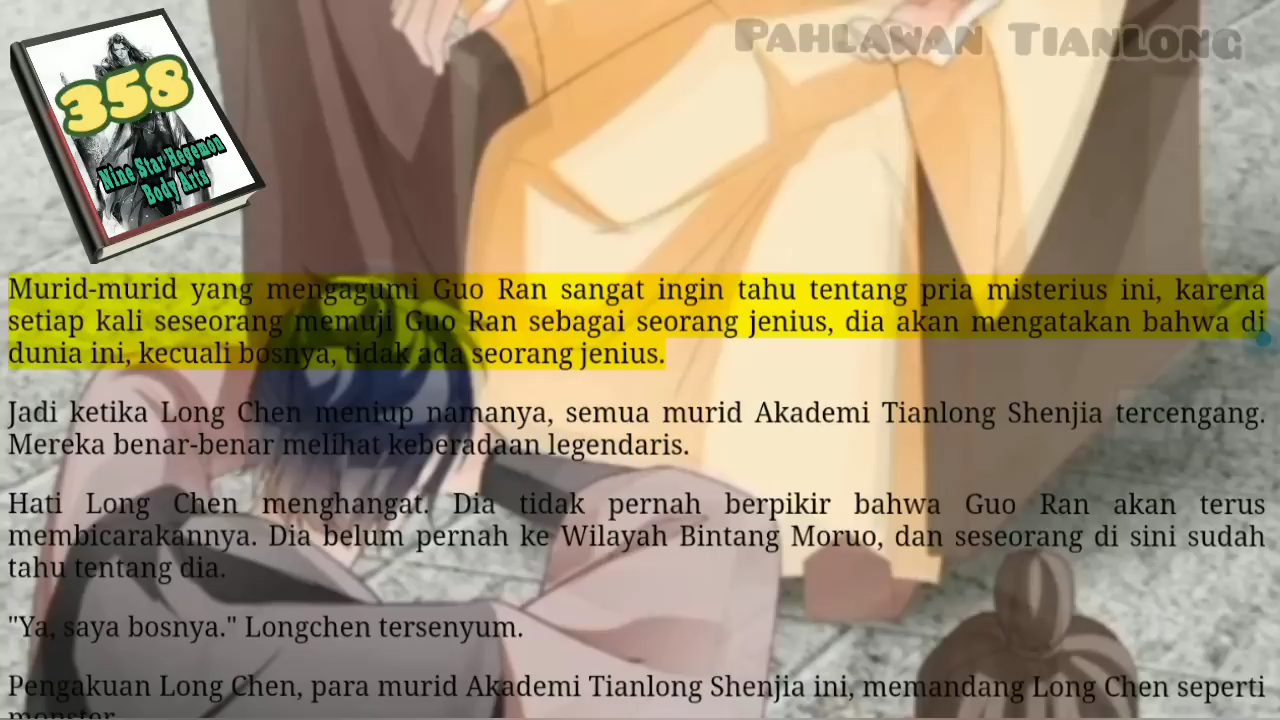 Pahlawan Tianlong
358
Nine Star Hegemon
Body Arts
Murid-murid yang mengagumi Guo Ran sangat ingin tahu tentang pria misterius ini, karena
setiap kali seseorang memuji Guo Ran sebagai seorang jenius, dia akan mengatakan bahwa di
dunia ini, kecuali bosnya, tidak ada seorang jenius.
Jadi ketika Long Chen meniup namanya, semua murid Akademi Tianlong Shenjia tercengang.
Mereka benar-benar melihat keberadaan legendaris.
Hati Long Chen menghangat. Dia tidak pernah berpikir bahwa Guo Ran akan terus
membicarakannya. Dia belum pernah ke Wilayah Bintang Moruo, dan seseorang di sini sudah
tahu tentang dia.
"Ya, saya bosnya." Longchen tersenyum.
Pengakuan Long Chen, para murid Akademi Tianlong Shenjia ini, memandang Long Chen seperti
monster.